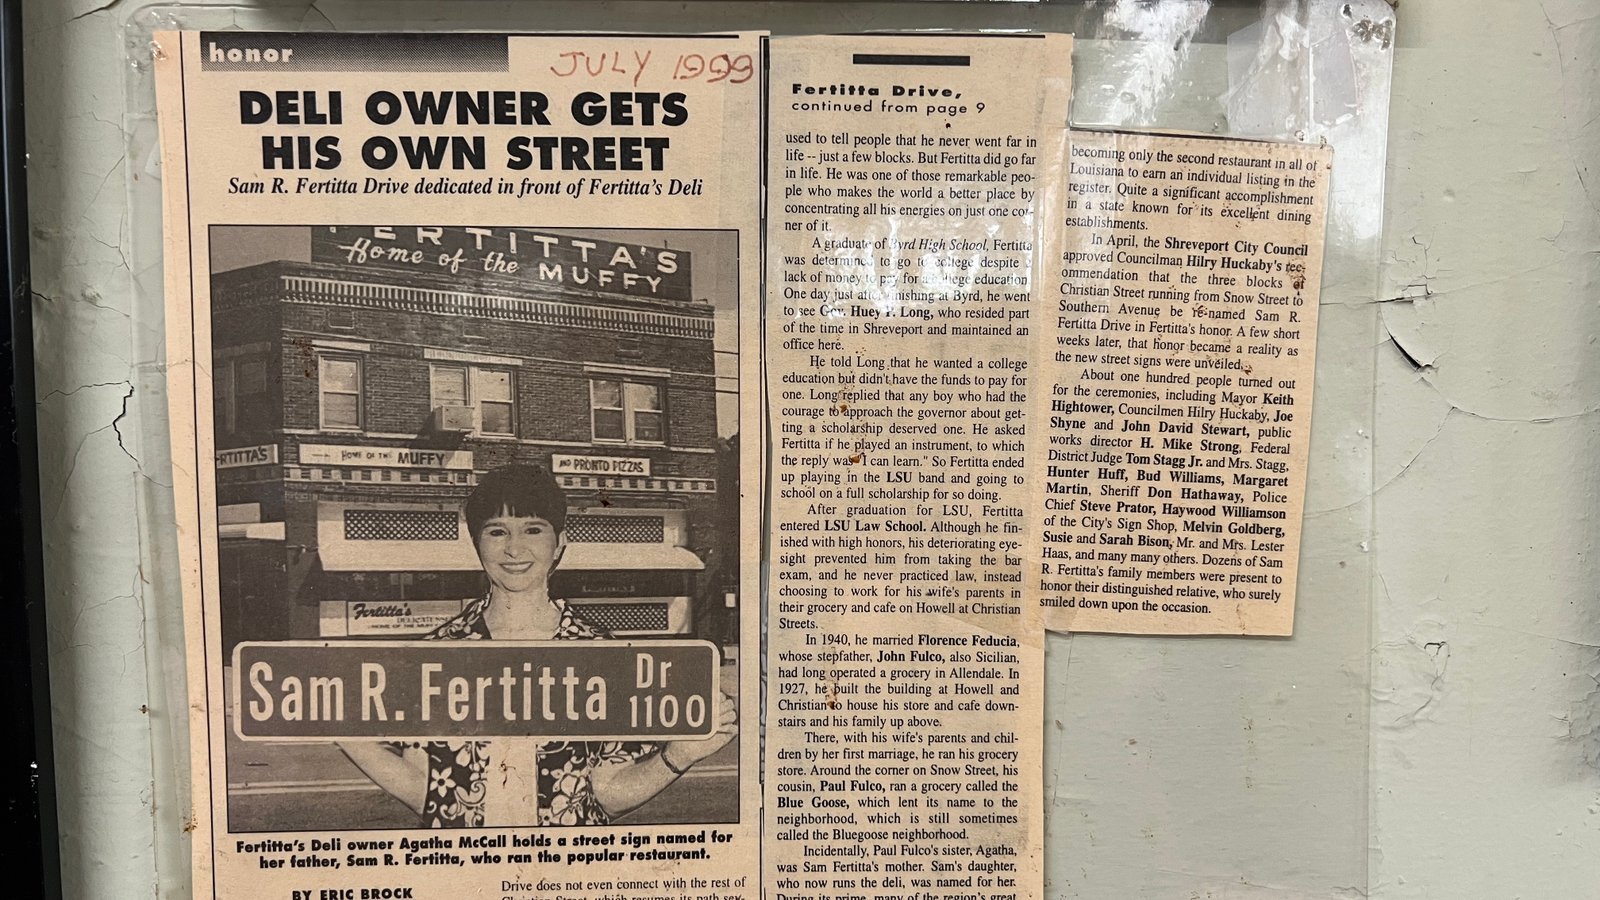 honor
JULY 1999
DELI OWNER GETS
HIS OWN STREET
Sam R. Fertitta Drive dedicated in front of Fertitta's Deli
FERTITTA'S
Home of the
MUFFY
FERTITTA'S
HOME OF THE MUFFY
AND PRONTO PIZZAS
Fertitta's
DELICATESSEN
HOME OF THE MUFFY
Sam R. Fertitta Dr
1100
Fertitta's Deli owner Agatha McCall holds a street sign named for
her father, Sam R. Fertitta, who ran the popular restaurant.
BY ERIC BROCK
Drive does not even connect with the rest of
Christian Street, which resumes its path
Fertitta Drive,
continued from page 9
used to tell people that he never went far in
life -- just a few blocks. But Fertitta did go far
in life. He was one of those remarkable peo-
ple who makes the world a better place by
concentrating all his energies on just one cor-
ner of it.
A graduate of Byrd High School, Fertitta
was determined to go to college despite a
lack of money to pay for a college education.
One day just after finishing at Byrd, he went
to see Gov. Huey P. Long, who resided part
of the time in Shreveport and maintained an
office here.
He told Long that he wanted a college
education but didn't have the funds to pay for
one. Long replied that any boy who had the
courage to approach the governor about get-
ting a scholarship deserved one. He asked
Fertitta if he played an instrument, to which
the reply was "I can learn." So Fertitta ended
up playing in the LSU band and going to
school on a full scholarship for so doing.
After graduation for LSU, Fertitta
entered LSU Law School. Although he fin-
ished with high honors, his deteriorating eye-
sight prevented him from taking the bar
exam, and he never practiced law, instead
choosing to work for his wife's parents in
their grocery and cafe on Howell at Christian
Streets.
In 1940, he married Florence Feducia,
whose stepfather, John Fulco, also Sicilian,
had long operated a grocery in Allendale. In
1927, he built the building at Howell and
Christian to house his store and cafe down-
stairs and his family up above.
There, with his wife's parents and chil-
dren by her first marriage, he ran his grocery
store. Around the corner on Snow Street, his
cousin, Paul Fulco, ran a grocery called the
Blue Goose, which lent its name to the
neighborhood, which is still sometimes
called the Bluegoose neighborhood.
Incidentally, Paul Fulco's sister, Agatha,
was Sam Fertitta's mother. Sam's daughter,
who now runs the deli, was named for her.
During its prime, many of the region's great
becoming only the second restaurant in all of
Louisiana to earn an individual listing in the
register. Quite a significant accomplishment
in a state known for its excellent dining
establishments.
In April, the Shreveport City Council
approved Councilman Hilry Huckaby's rec-
ommendation that the three blocks of
Christian Street running from Snow Street to
Southern Avenue be re-named Sam R.
Fertitta Drive in Fertitta's honor. A few short
weeks later, that honor became a reality as
the new street signs were unveiled.
About one hundred people turned out
for the ceremonies, including Mayor Keith
Hightower, Councilmen Hilry Huckaby, Joe
Shyne and John David Stewart, public
works director H. Mike Strong, Federal
District Judge Tom Stagg Jr. and Mrs. Stagg,
Hunter Huff, Bud Williams, Margaret
Martin, Sheriff Don Hathaway, Police
Chief Steve Prator, Haywood Williamson
of the City's Sign Shop, Melvin Goldberg,
Susie and Sarah Bison, Mr. and Mrs. Lester
Haas, and many many others. Dozens of Sam
R. Fertitta's family members were present to
honor their distinguished relative, who surely
smiled down upon the occasion.